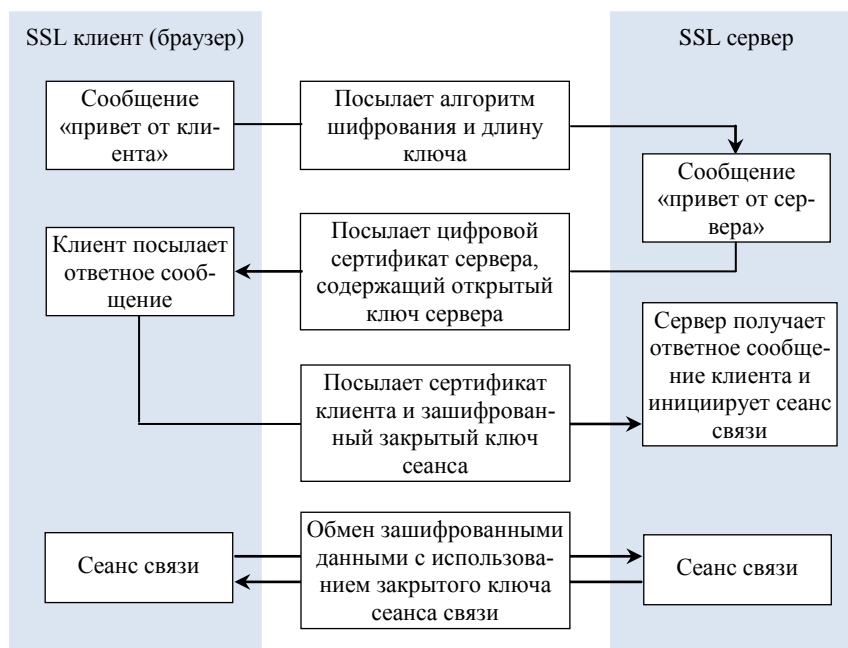 SSL клиент (браузер)
SSL сервер
Сообщение
«привет от кли-
ента»
Посылает алгоритм
шифрования и длину
ключа
Сообщение
«привет от сер-
вера»
Посылает цифровой
сертификат сервера,
содержащий открытый
ключ сервера
Клиент посылает
ответное сооб-
щение
Сервер получает
ответное сообще-
ние клиента и
инициирует сеанс
связи
Посылает сертификат
клиента и зашифрован-
ный закрытый ключ
сеанса
Сеанс связи
Обмен зашифрованными
данными с использова-
нием закрытого ключа
сеанса связи
Сеанс связи